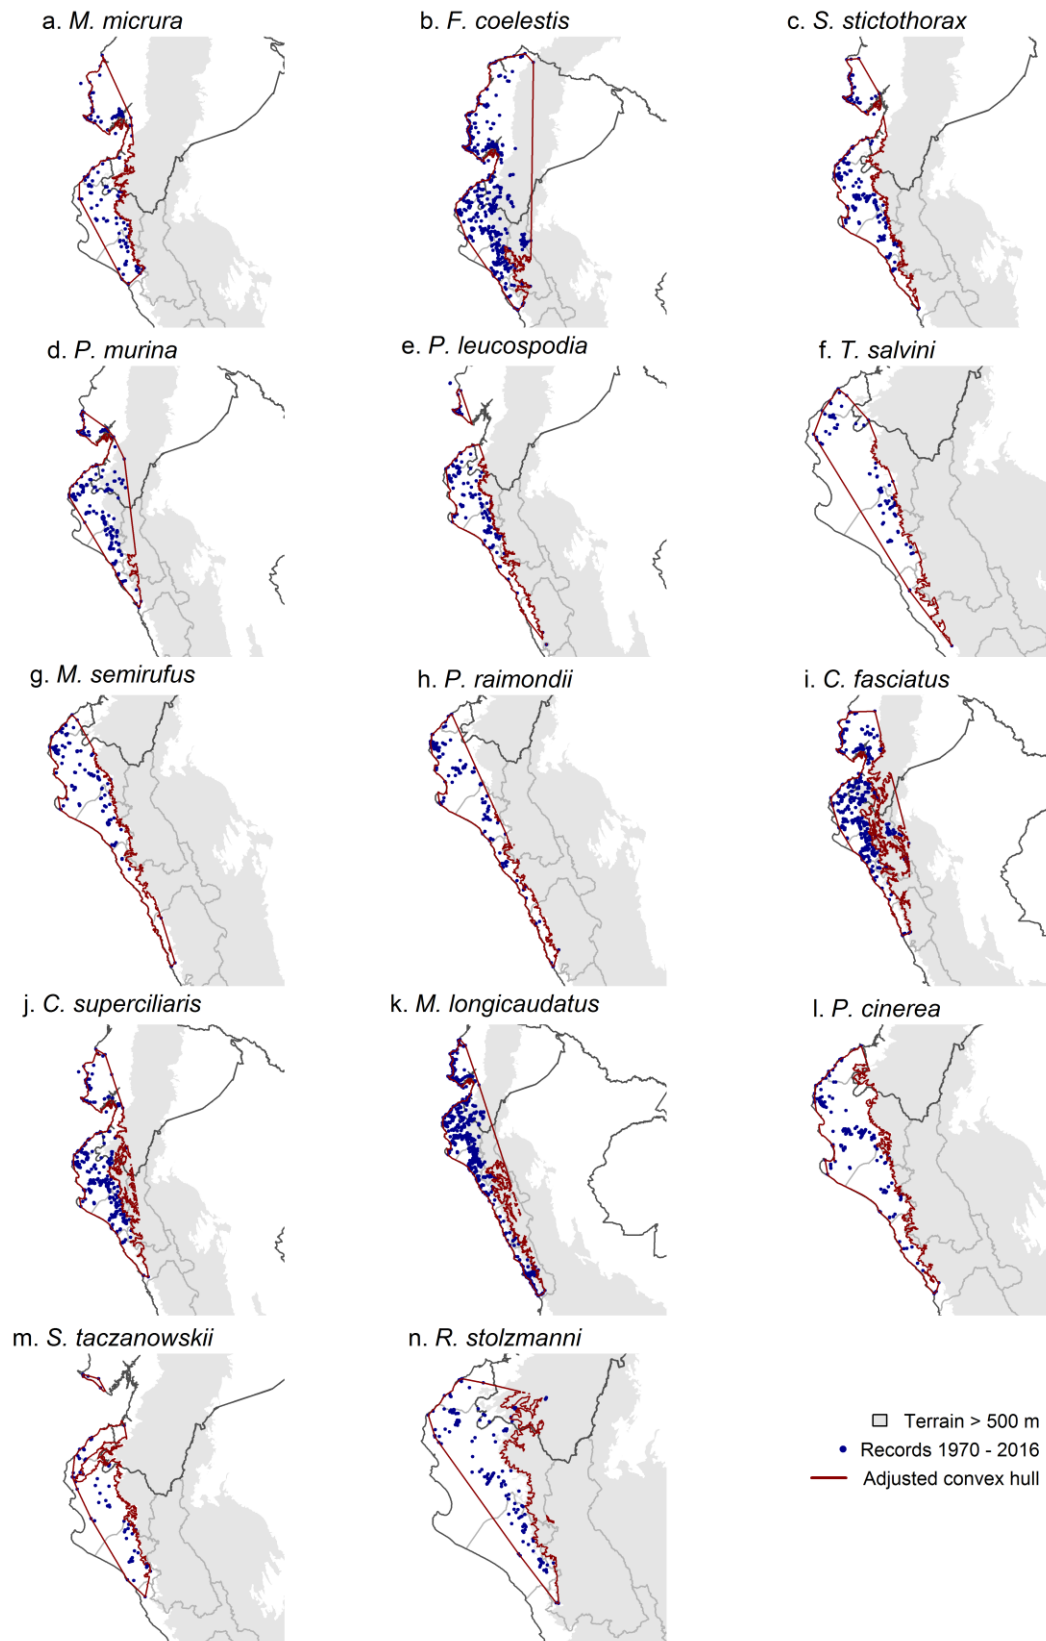 a. M. micrura
b. F. coelestis
c. S. stictothorax
d. P. murina
e. P. leucospodia
f. T. salvini
g. M. semirufus
h. P. raimondii
i. C. fasciatus
j. C. superciliaris
k. M. longicaudatus
l. P. cinerea
m. S. taczanowskii
n. R. stolzmanni
Terrain > 500 m
Records 1970 - 2016
Adjusted convex hull